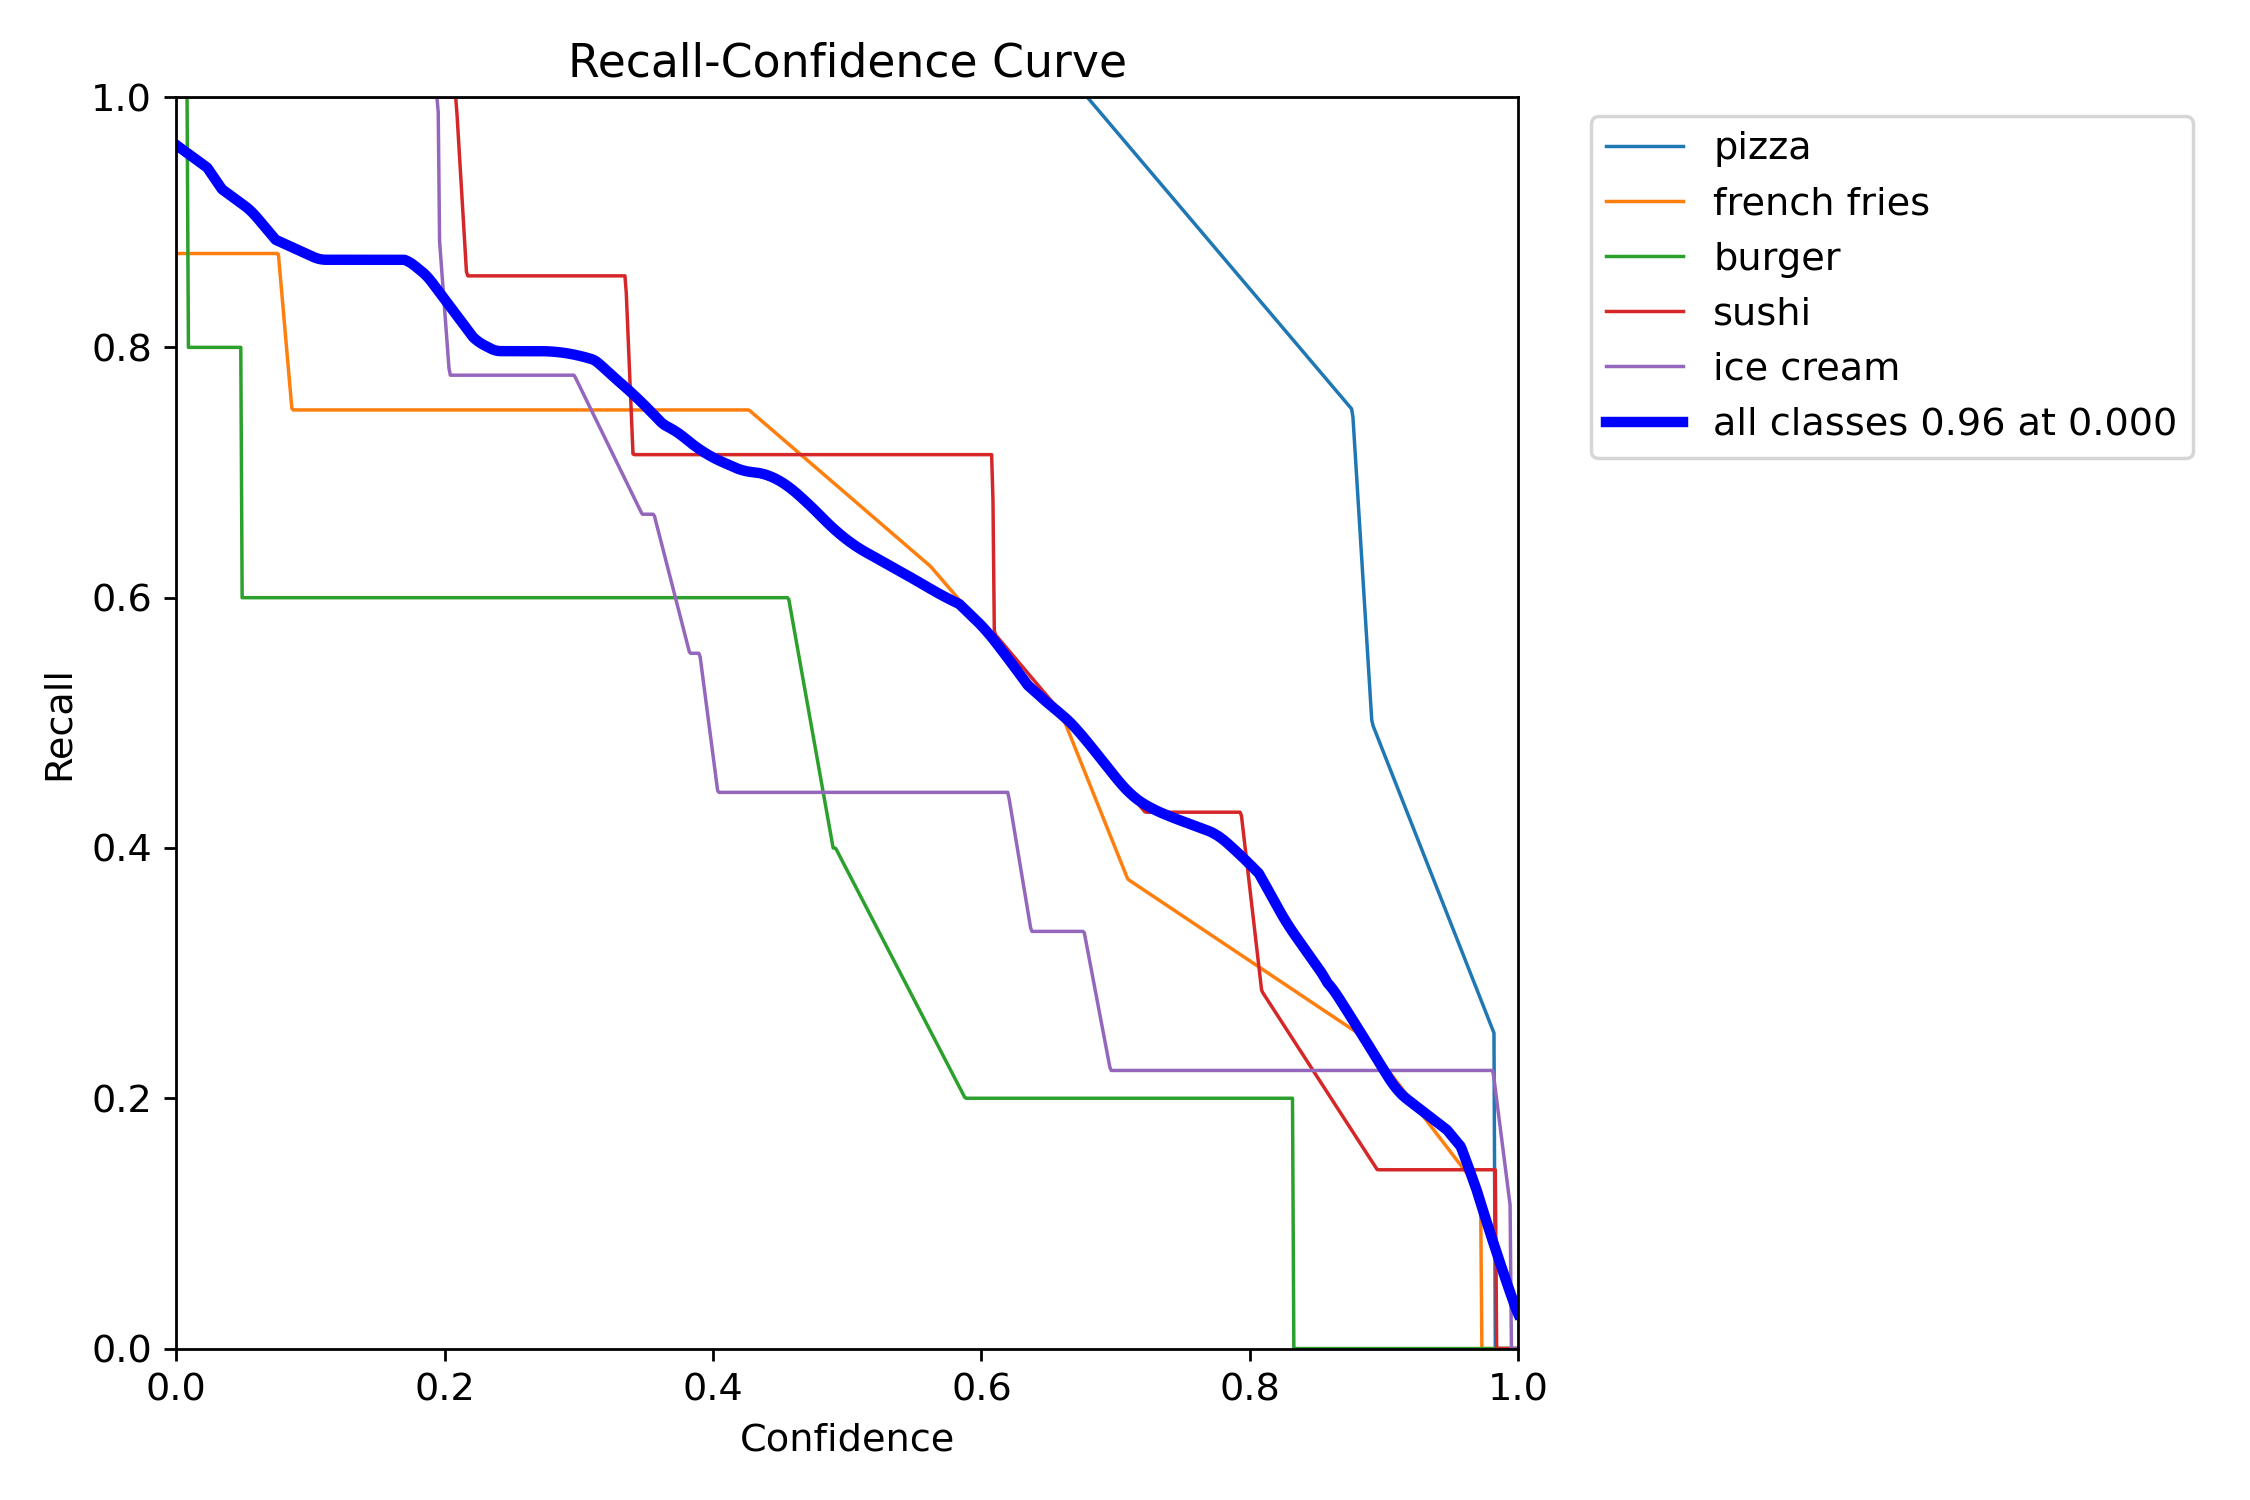 Recall-Confidence Curve
1.0
0.8
0.6
0.4
0.2
0.0
Recall
0.0 0.2 0.4 0.6 0.8 1.0
Confidence
pizza
french fries
burger
sushi
ice cream
all classes 0.96 at 0.000